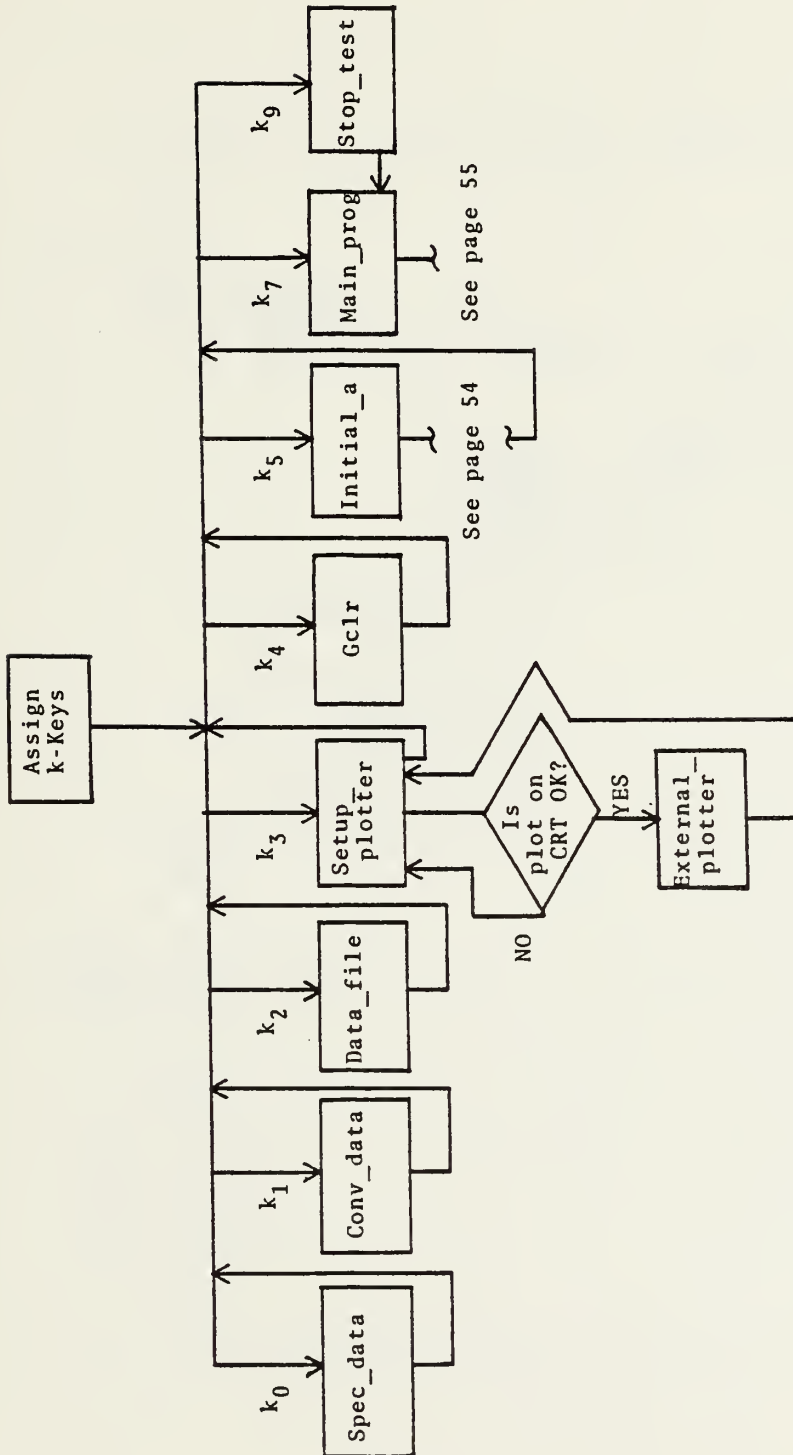 Assign
k-Keys
k0
k1
k2
k3
k4
k5
k7
k9
Spec_data
Conv_data
Data_file
Setup_
plotter
Gclr
Initial_a
Main_prog
Stop_test
See page 54
See page 55
Is
plot on
CRT OK?
NO
YES
External_
plotter